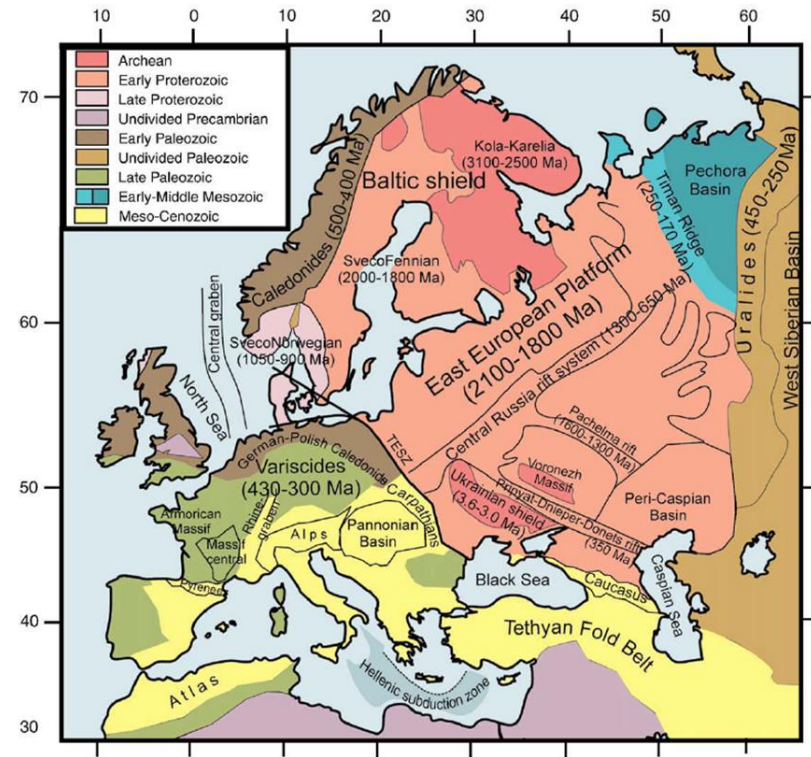 10 0 10 20 30 40 50 60
Archean
Early Proterozoic
Late Proterozoic
Undivided Precambrian
Early Paleozoic
Undivided Paleozoic
Late Paleozoic
Early-Middle Mesozoic
Meso-Cenozoic
70
60
50
40
30
Kola-Karelia
(3100-2500 Ma)
Baltic shield
Pechora
Basin
Timan Ridge
(250-170 Ma)
Uralides (450-250 Ma)
West Siberian Basin
Caledonides (500-400 Ma)
SvecoFennian
(2000-1800 Ma)
East European Platform
(2100-1800 Ma)
Central graben
SvecoNorwegian
(1050-900 Ma)
Central Russia rift system (1300-650 Ma)
North Sea
TESZ
Pachelma rift
(1600-1300 Ma)
German-Polish Caledonide
Variscides
(430-300 Ma)
Voronezh
Massif
Ukrainian shield
(3.6-3.0 Ma)
Pripyat-Dnieper-Donets rift
(350 Ma)
Peri-Caspian
Basin
Armorican
Massif
Rhine
graben
Carpathians
Massif
central
Alps
Pannonian
Basin
Pyrenee
Black Sea
Caucasus
Caspian Sea
Tethyan Fold Belt
Atlas
Hellenic subduction zone